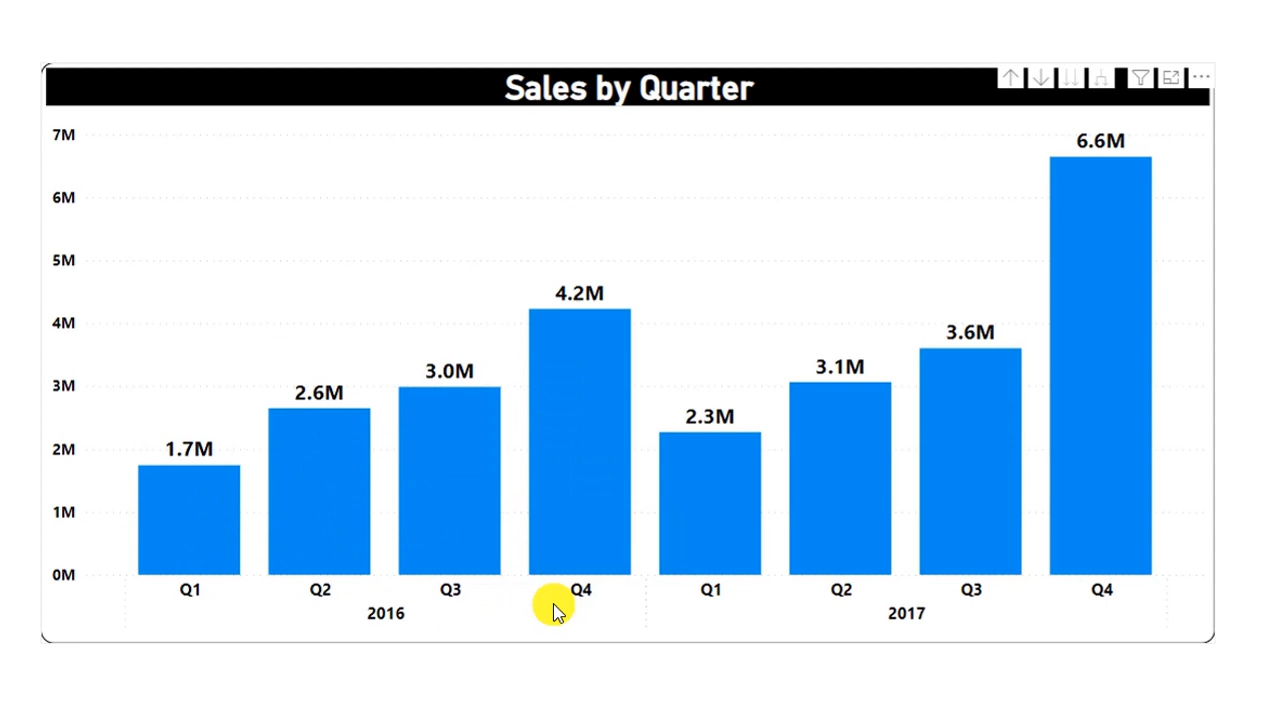 Sales by Quarter
7M
6M
5M
4M
3M
2M
1M
0M
1.7M
2.6M
3.0M
4.2M
2.3M
3.1M
3.6M
6.6M
Q1 Q2 Q3 Q4 Q1 Q2 Q3 Q4
2016 2017